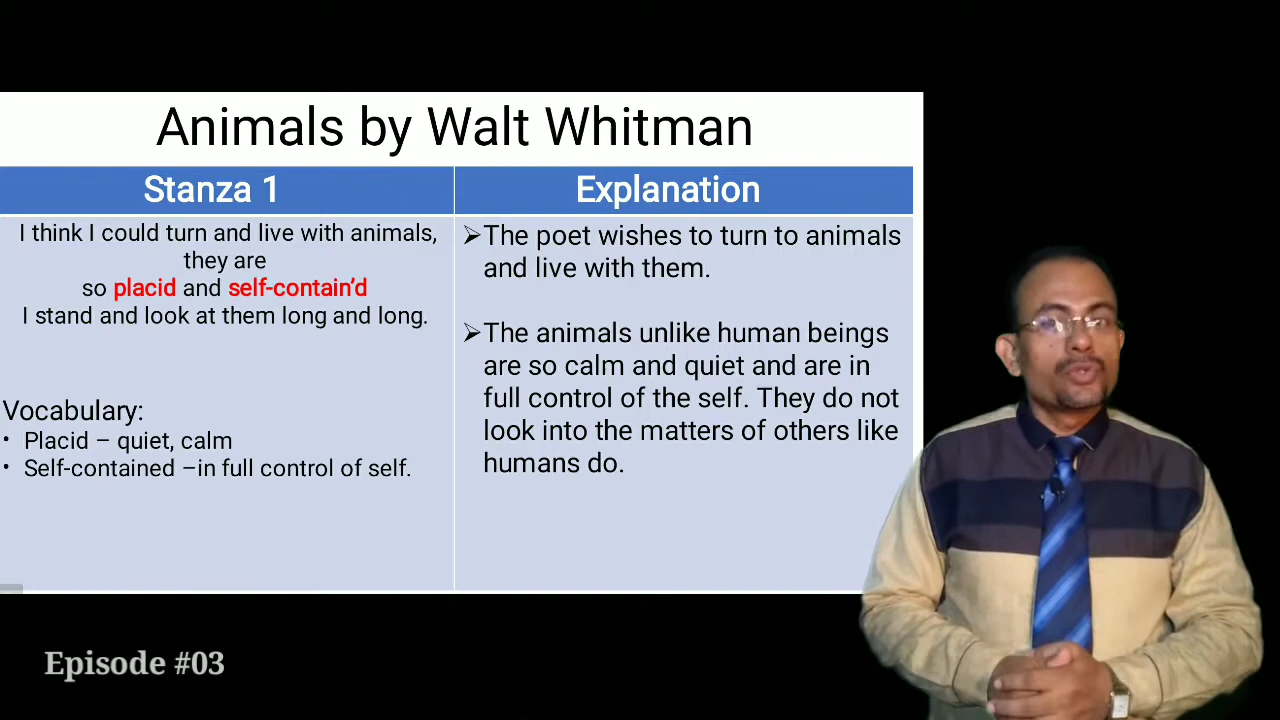 Animals by Walt Whitman
Stanza 1
Explanation
I think I could turn and live with animals,
they are
so placid and self-contain’d
I stand and look at them long and long.
Vocabulary:
• Placid – quiet, calm
• Self-contained –in full control of self.
➢The poet wishes to turn to animals
and live with them.
➢The animals unlike human beings
are so calm and quiet and are in
full control of the self. They do not
look into the matters of others like
humans do.
Episode #03